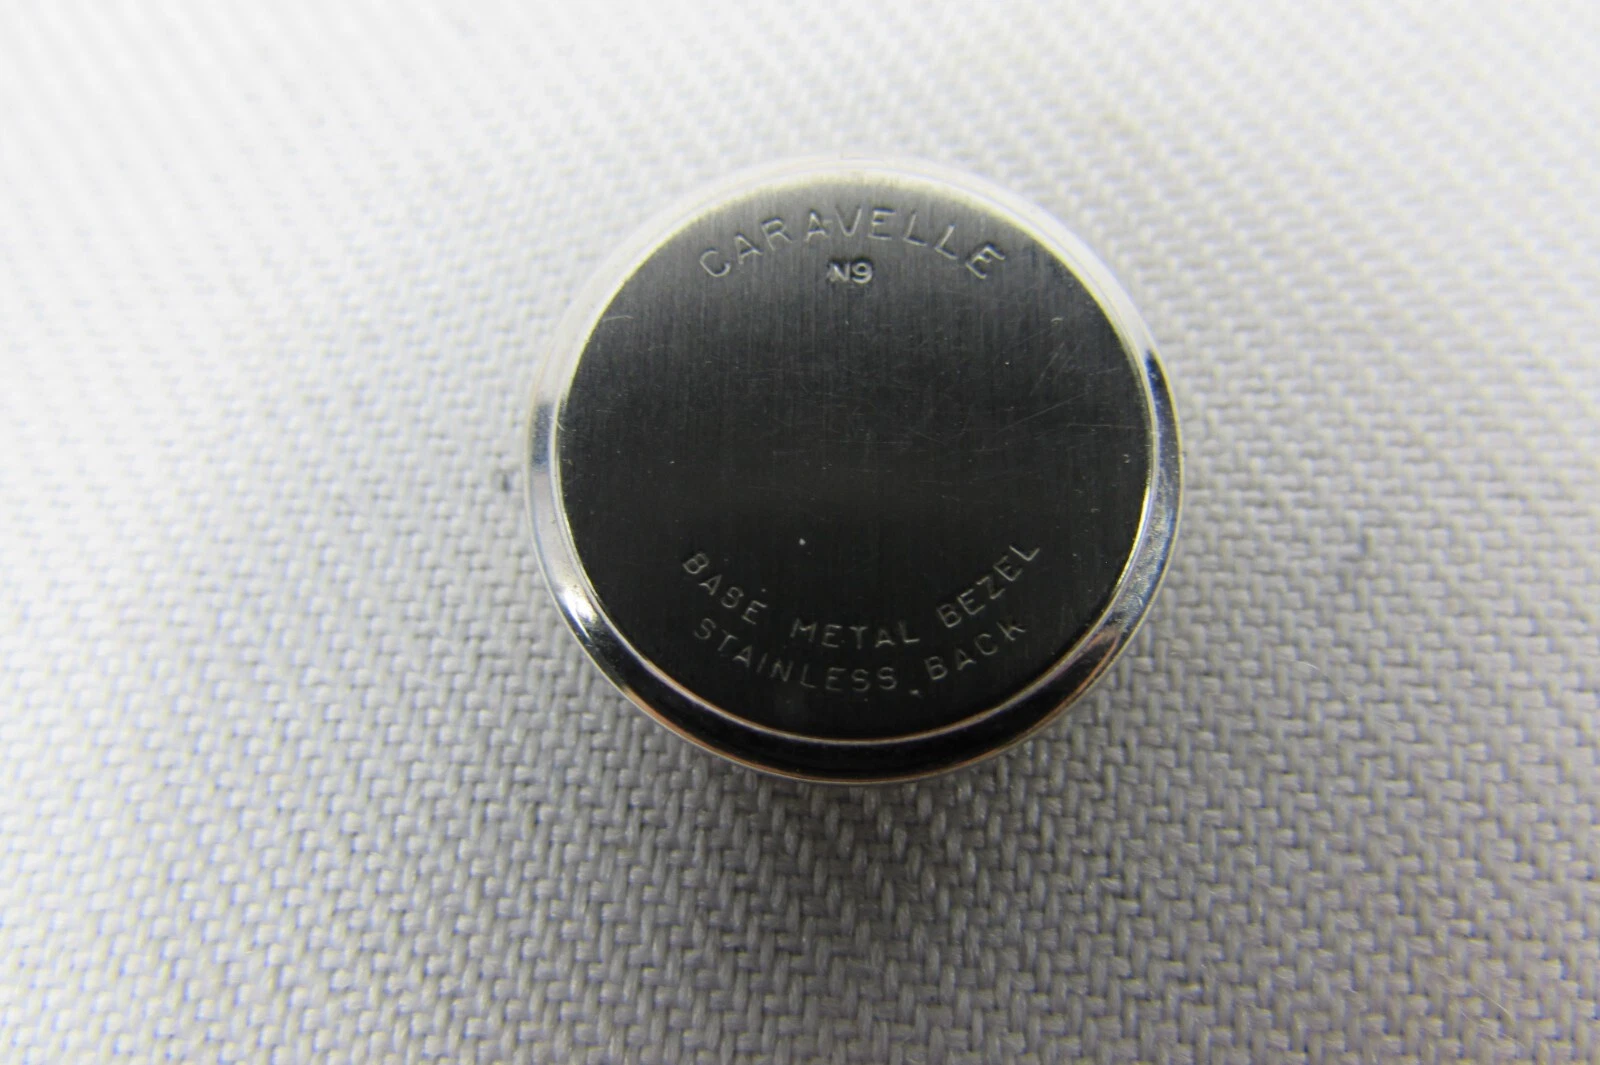 CARAVELLE
N9
BASE METAL BEZEL
STAINLESS BACK